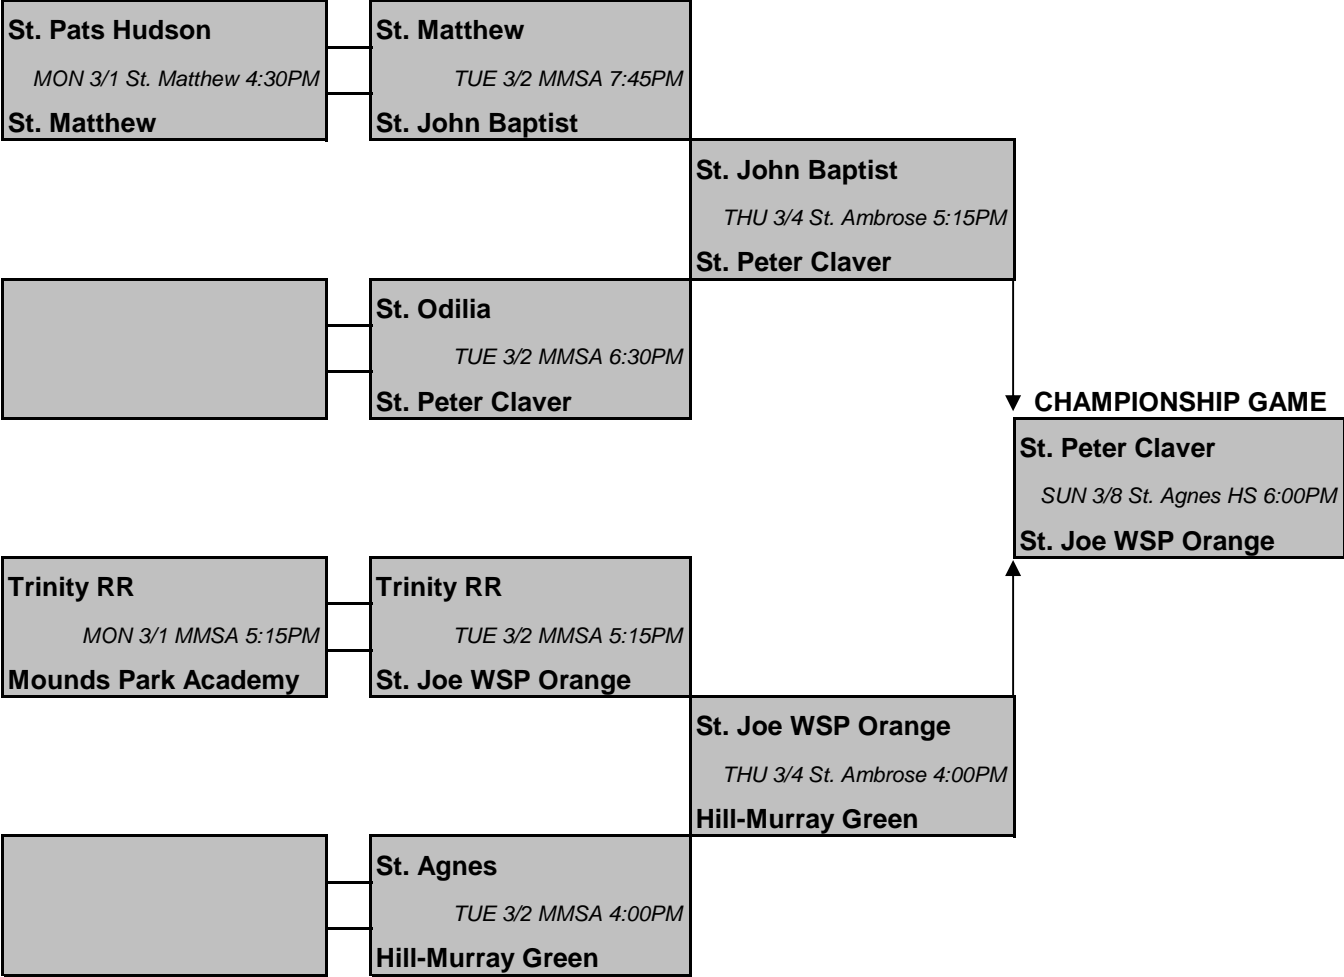 St. Pats Hudson
MON 3/1 St. Matthew 4:30PM
St. Matthew
St. Matthew
TUE 3/2 MMSA 7:45PM
St. John Baptist
St. John Baptist
THU 3/4 St. Ambrose 5:15PM
St. Peter Claver
St. Odilia
TUE 3/2 MMSA 6:30PM
St. Peter Claver
CHAMPIONSHIP GAME
St. Peter Claver
SUN 3/8 St. Agnes HS 6:00PM
St. Joe WSP Orange
Trinity RR
MON 3/1 MMSA 5:15PM
Mounds Park Academy
Trinity RR
TUE 3/2 MMSA 5:15PM
St. Joe WSP Orange
St. Joe WSP Orange
THU 3/4 St. Ambrose 4:00PM
Hill-Murray Green
St. Agnes
TUE 3/2 MMSA 4:00PM
Hill-Murray Green